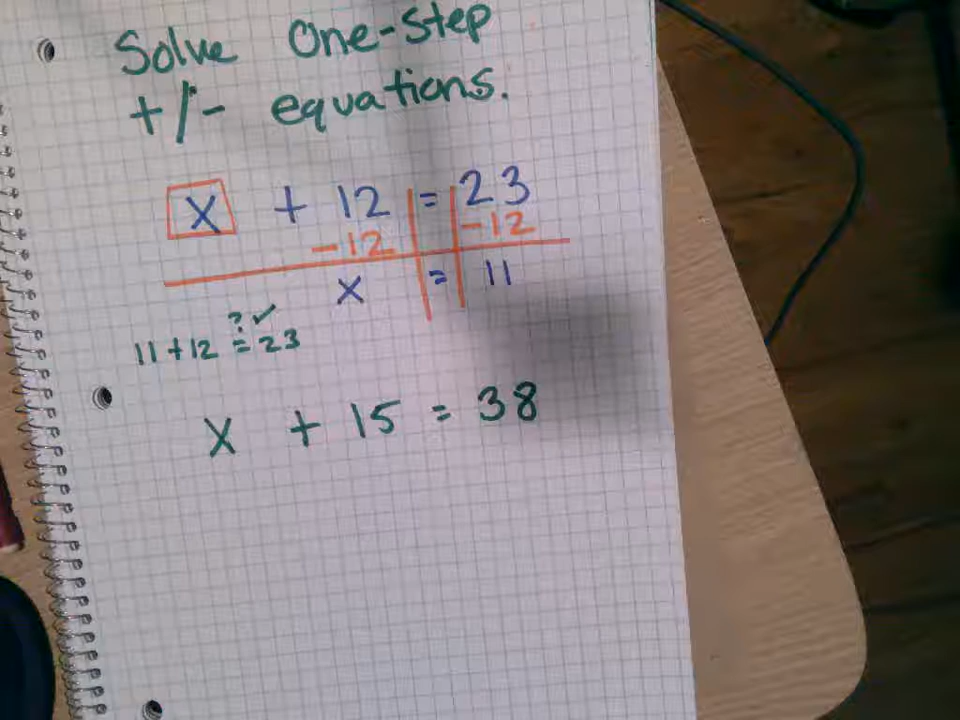 Solve One-Step
+/- equations.
x + 12 = 23
-12 -12
x = 11
? ✓
11 + 12 = 23
x + 15 = 38